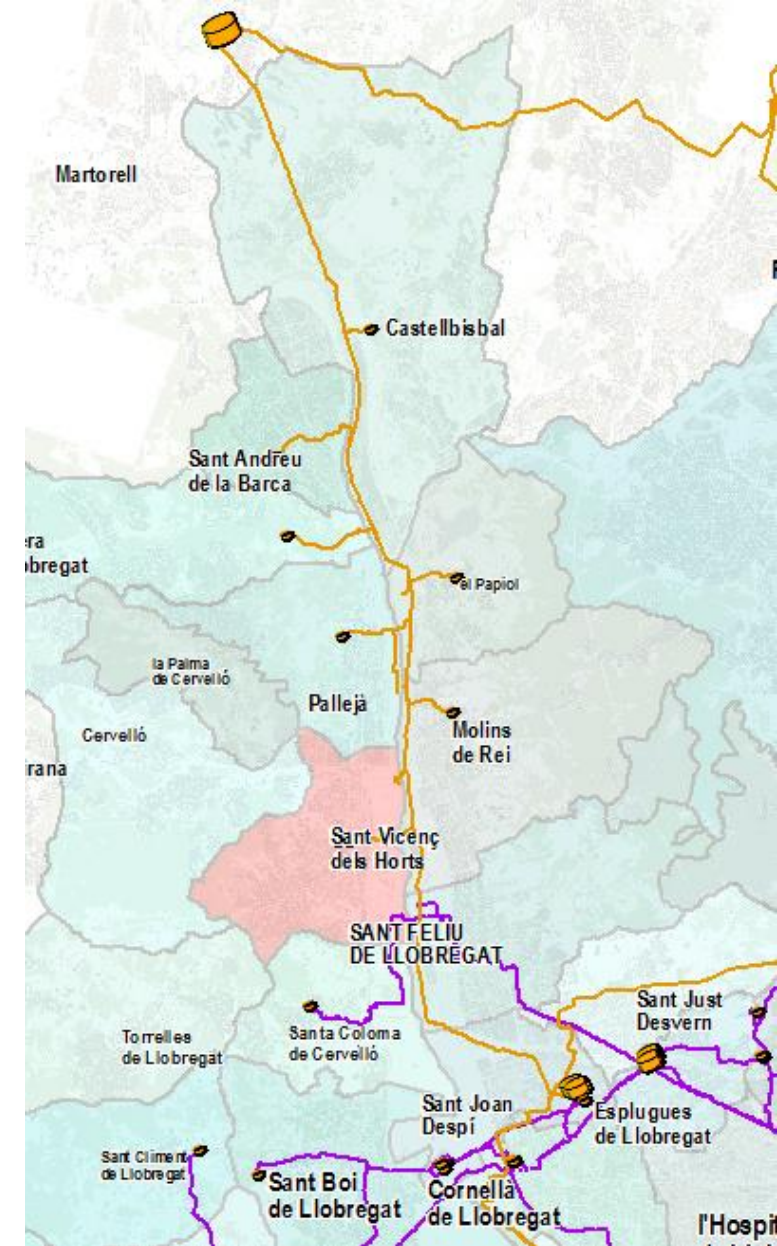 Martorell
Castellbisbal
Sant Andreu
de la Barca
el Papiol
la Palma
de Cervelló
Pallejà
Cervelló
Molins
de Rei
Sant Vicenç
dels Horts
SANT FELIU
DE LLOBREGAT
Sant Just
Desvern
Santa Coloma
de Cervelló
Torrelles
de Llobregat
Sant Joan
Despí
Esplugues
de Llobregat
Sant Climent
de Llobregat
Sant Boi
de Llobregat
Cornellà
de Llobregat